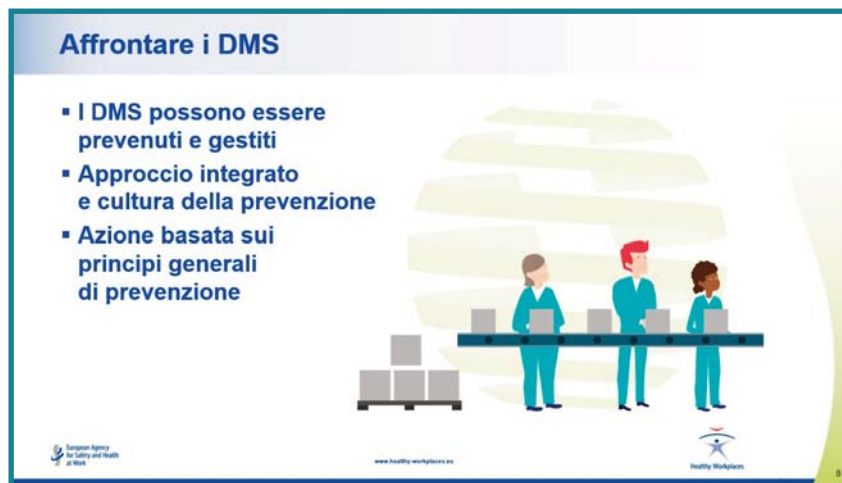 Affrontare i DMS
▪ I DMS possono essere
prevenuti e gestiti
▪ Approccio integrato
e cultura della prevenzione
▪ Azione basata sui
principi generali
di prevenzione
European Agency
for Safety and Health
at Work
www.healthy-workplaces.eu
Healthy Workplaces
8